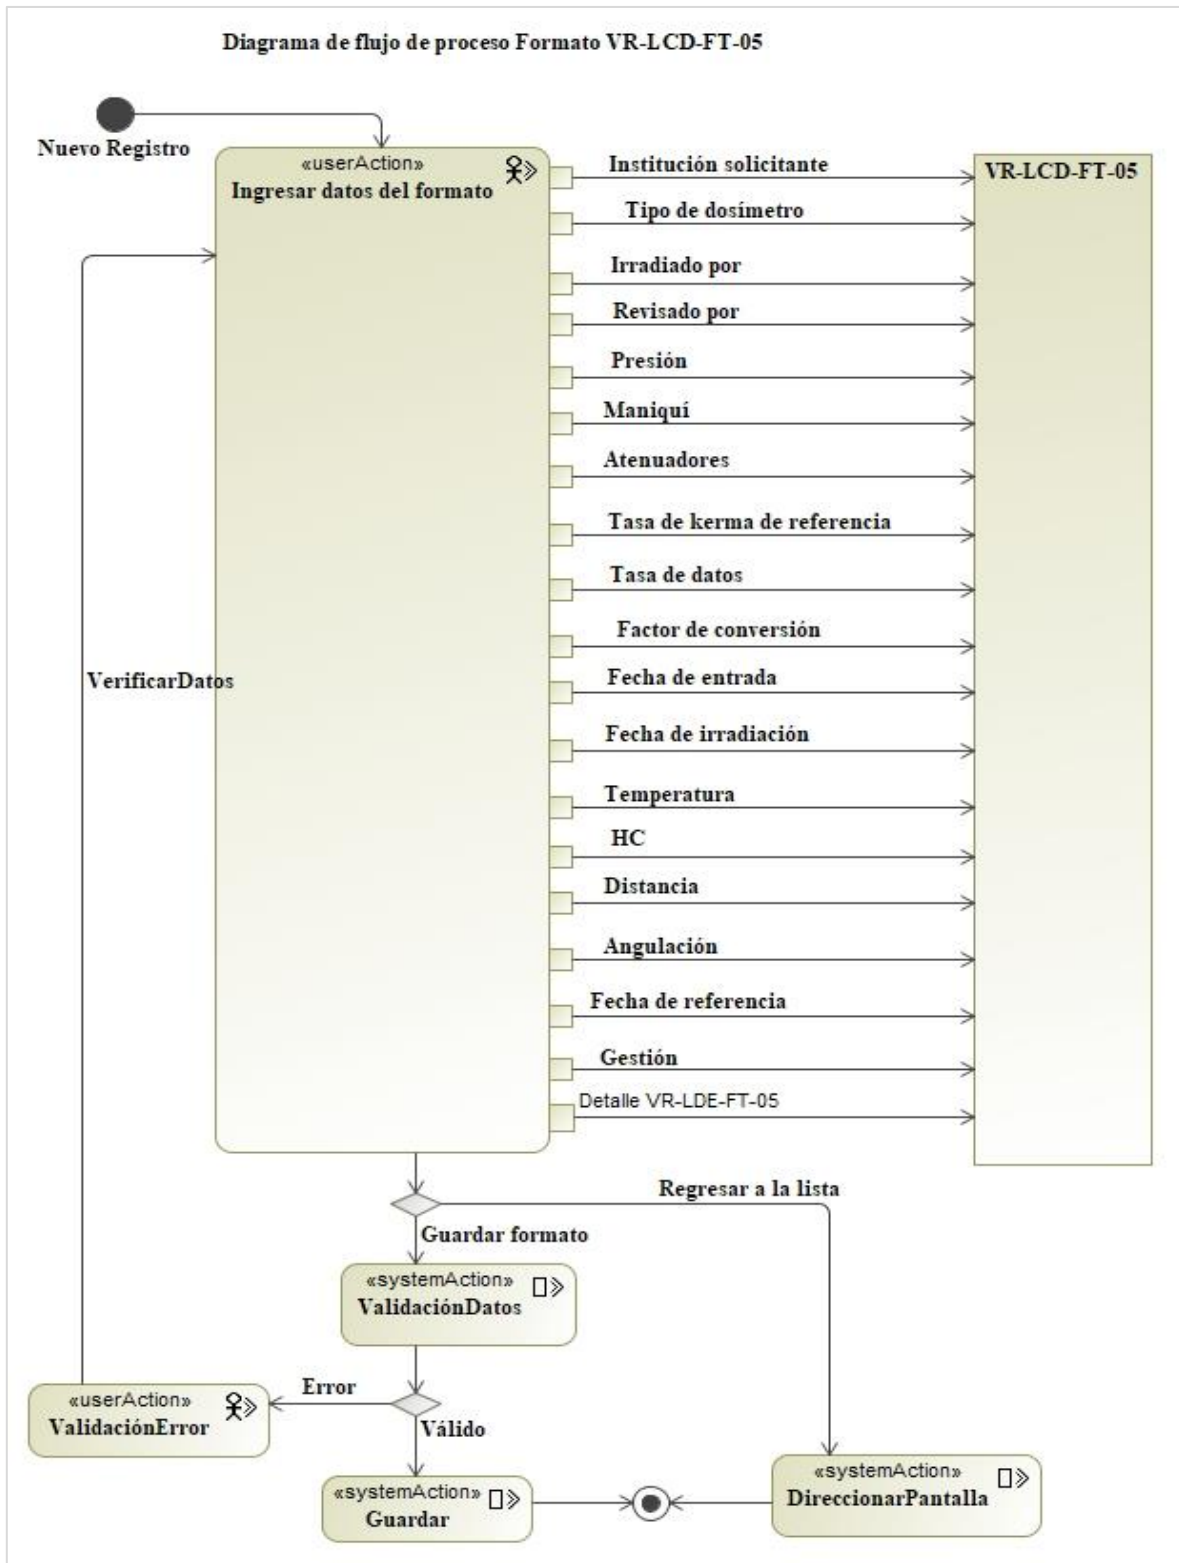 Diagrama de flujo de proceso Formato VR-LCD-FT-05
Nuevo Registro
«userAction»
Ingresar datos del formato
VR-LCD-FT-05
Institución solicitante
Tipo de dosímetro
Irradiado por
Revisado por
Presión
Maniquí
Atenuadores
Tasa de kerma de referencia
Tasa de datos
Factor de conversión
Fecha de entrada
Fecha de irradiación
Temperatura
HC
Distancia
Angulación
Fecha de referencia
Gestión
Detalle VR-LDE-FT-05
VerificarDatos
Regresar a la lista
Guardar formato
«systemAction»
ValidaciónDatos
Error
«userAction»
ValidaciónError
Válido
«systemAction»
Guardar
«systemAction»
DireccionarPantalla